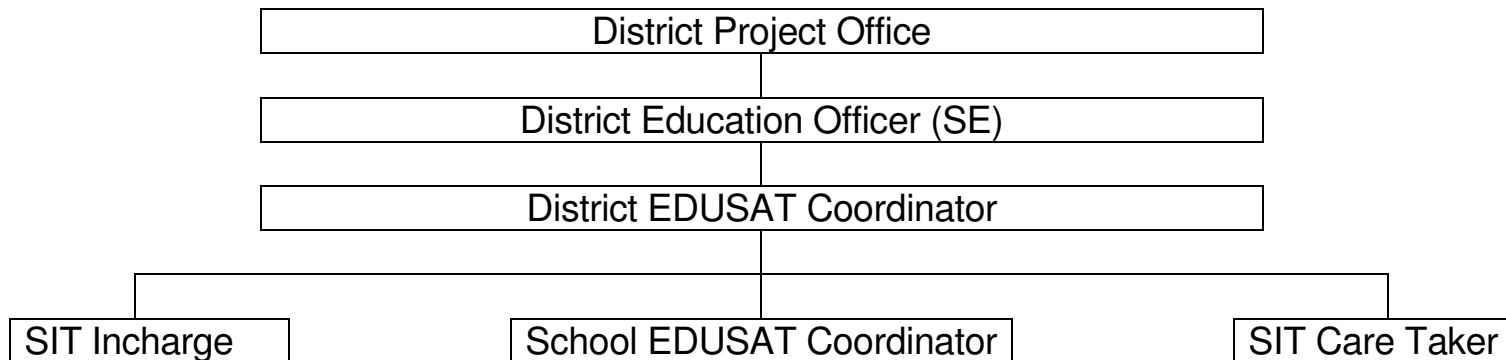 District Project Office
District Education Officer (SE)
District EDUSAT Coordinator
SIT Incharge
School EDUSAT Coordinator
SIT Care Taker